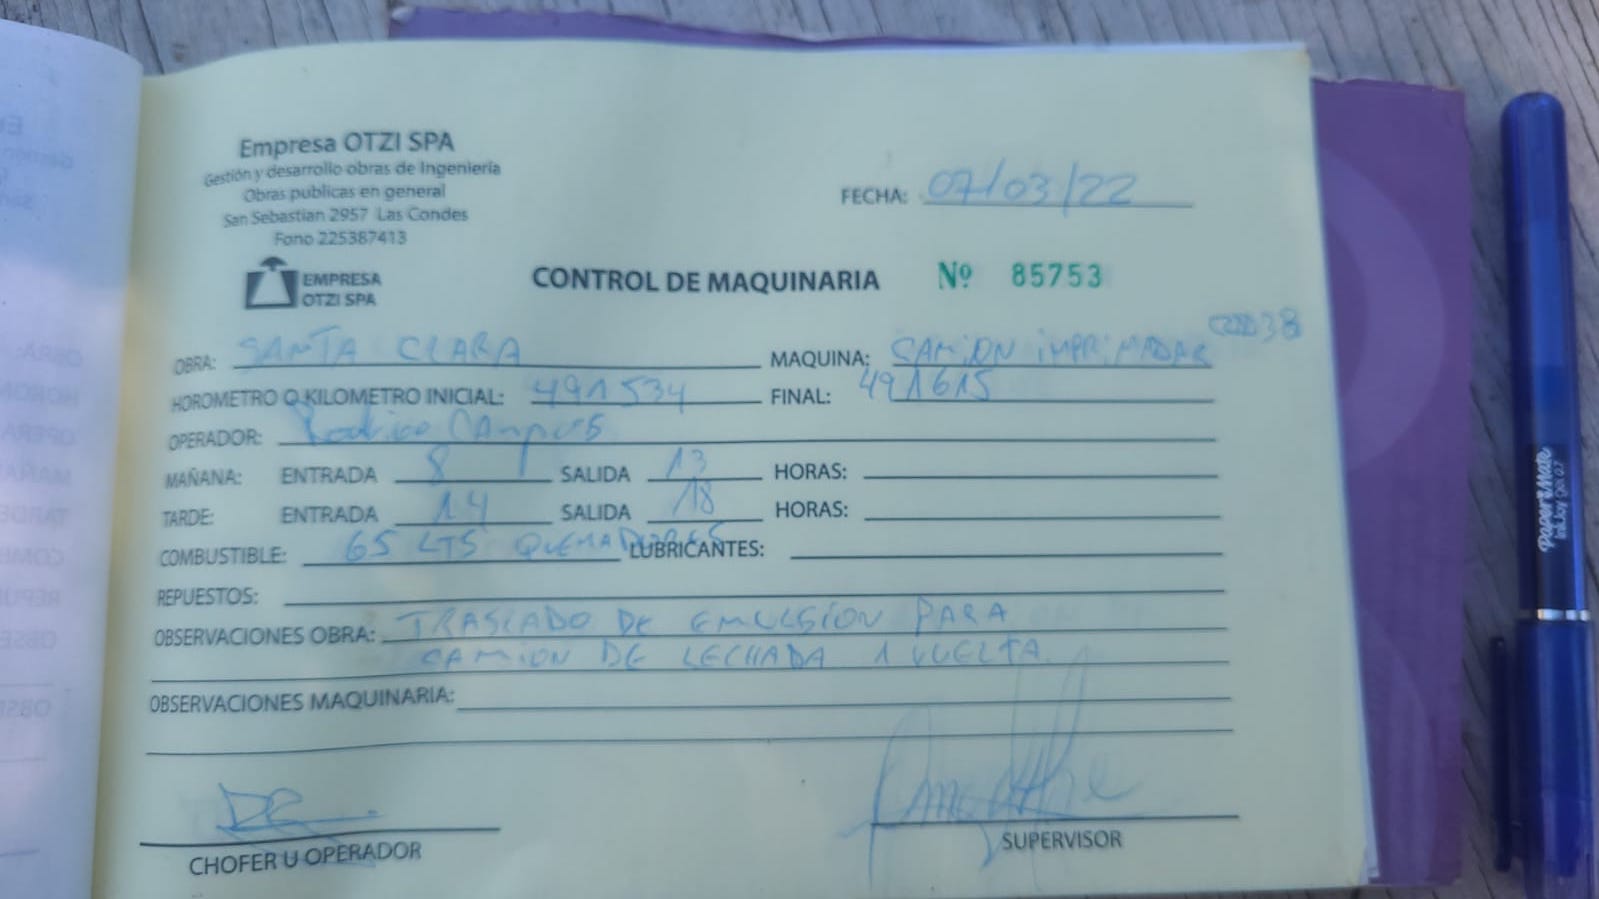 Empresa OTZI SPA
Gestión y desarrollo obras de Ingeniería
Obras publicas en general
San Sebastian 2957 Las Condes
Fono 225387413
EMPRESA
OTZI SPA
FECHA: 07/03/22
CONTROL DE MAQUINARIA Nº 85753
OBRA: SANTA CLARA MAQUINA: CAMION IMPRIMADOR 38
HOROMETRO O KILOMETRO INICIAL: 491534 FINAL: 491615
OPERADOR: Rodrigo Campos
MAÑANA: ENTRADA 8 SALIDA 13 HORAS:
TARDE: ENTRADA 14 SALIDA 18 HORAS:
COMBUSTIBLE: 65 LTS QUEMADORES LUBRICANTES:
REPUESTOS:
OBSERVACIONES OBRA: TRASLADO DE EMULSION PARA
CAMION DE LECHADA 1 VUELTA
OBSERVACIONES MAQUINARIA:
CHOFER U OPERADOR
SUPERVISOR
Paper Mate
InkJoy Gel 0.7